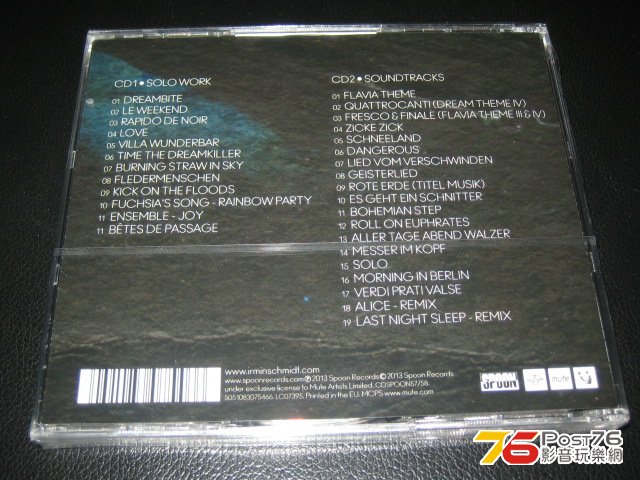 CD1 • SOLO WORK
01 DREAMBITE
02 LE WEEKEND
03 RAPIDO DE NOIR
04 LOVE
05 VILLA WUNDERBAR
06 TIME THE DREAMKILLER
07 BURNING STRAW IN SKY
08 FLEDERMENSCHEN
09 KICK ON THE FLOODS
10 FUCHSIA'S SONG - RAINBOW PARTY
11 ENSEMBLE - JOY
11 BÊTES DE PASSAGE
CD2 • SOUNDTRACKS
01 FLAVIA THEME
02 QUATTROCANTI (DREAM THEME IV)
03 FRESCO & FINALE (FLAVIA THEME III & IV)
04 ZICKE ZICK
05 SCHNEELAND
06 DANGEROUS
07 LIED VOM VERSCHWINDEN
08 GEISTERLIED
09 ROTE ERDE (TITEL MUSIK)
10 ES GEHT EIN SCHNITTER
11 BOHEMIAN STEP
12 ROLL ON EUPHRATES
13 ALLER TAGE ABEND WALZER
14 MESSER IM KOPF
15 SOLO
16 MORNING IN BERLIN
17 VERDI PRATI VALSE
18 ALICE - REMIX
19 LAST NIGHT SLEEP - REMIX
www.irminschmidt.com
www.spoonrecords.com ℗ 2013 Spoon Records © 2013 Spoon Records
under exclusive license to Mute Artists Limited. CDSPOON57/58.
5051083075466. LC07395. Printed in the EU. MCPS www.mute.com
SPOON
mute
76 Post76
影音玩樂網